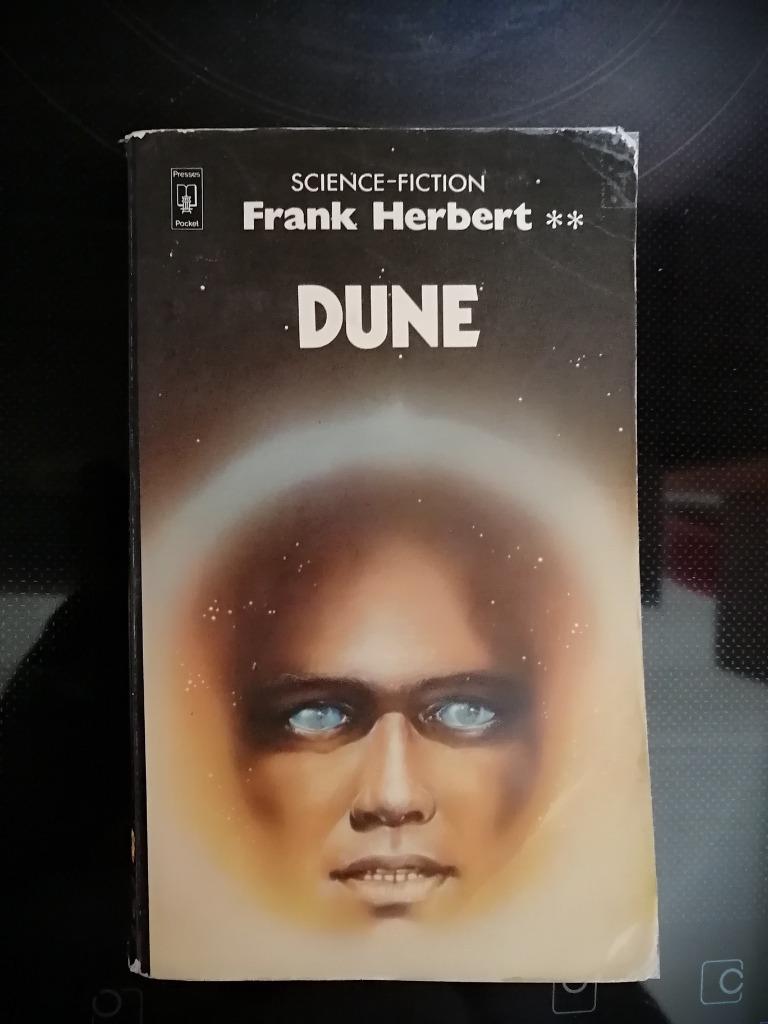 Presses
Pocket
SCIENCE-FICTION
Frank Herbert **
DUNE